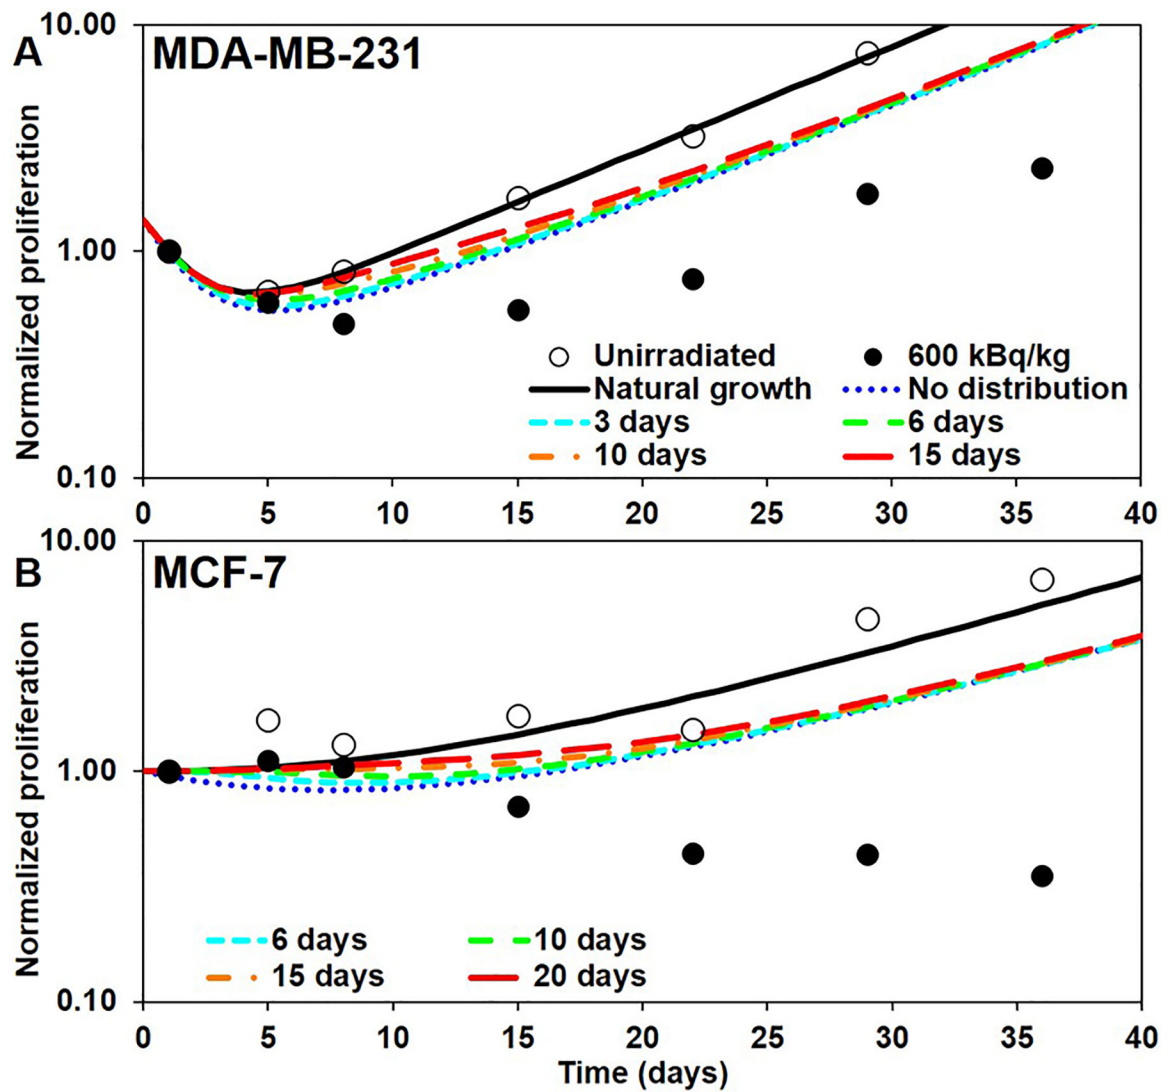 A
MDA-MB-231
Normalized proliferation
10.00
1.00
0.10
Unirradiated
600 kBq/kg
Natural growth
No distribution
3 days
6 days
10 days
15 days
0 5 10 15 20 25 30 35 40
B
MCF-7
Normalized proliferation
10.00
1.00
0.10
6 days
10 days
15 days
20 days
0 5 10 15 20 25 30 35 40
Time (days)